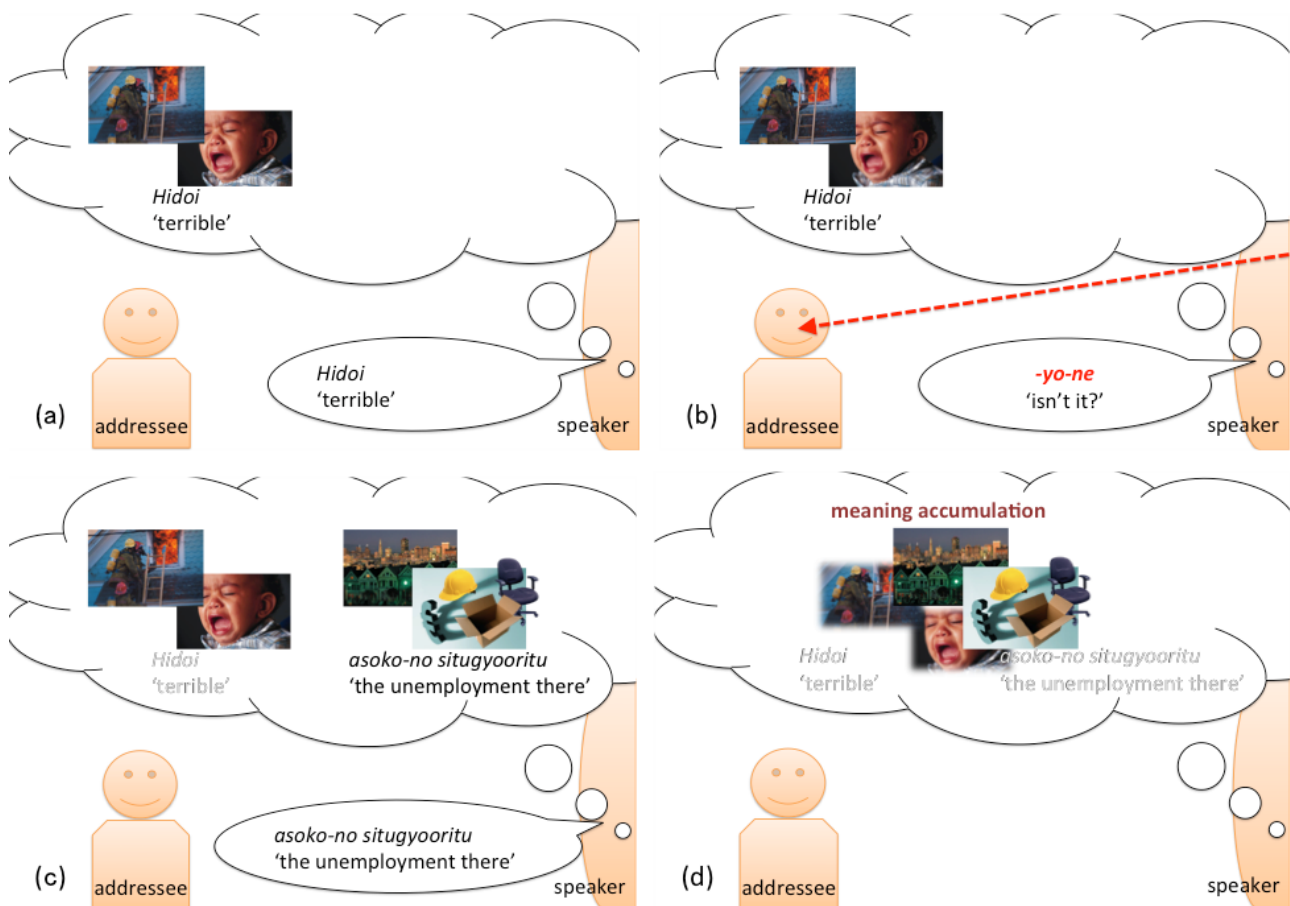 Hidoi
‘terrible’
Hidoi
‘terrible’
(a)
addressee
speaker
Hidoi
‘terrible’
-yo-ne
‘isn’t it?’
(b)
addressee
speaker
Hidoi
‘terrible’
asoko-no situgyooritu
‘the unemployment there’
asoko-no situgyooritu
‘the unemployment there’
(c)
addressee
speaker
meaning accumulation
Hidoi
‘terrible’
asoko-no situgyooritu
‘the unemployment there’
(d)
addressee
speaker